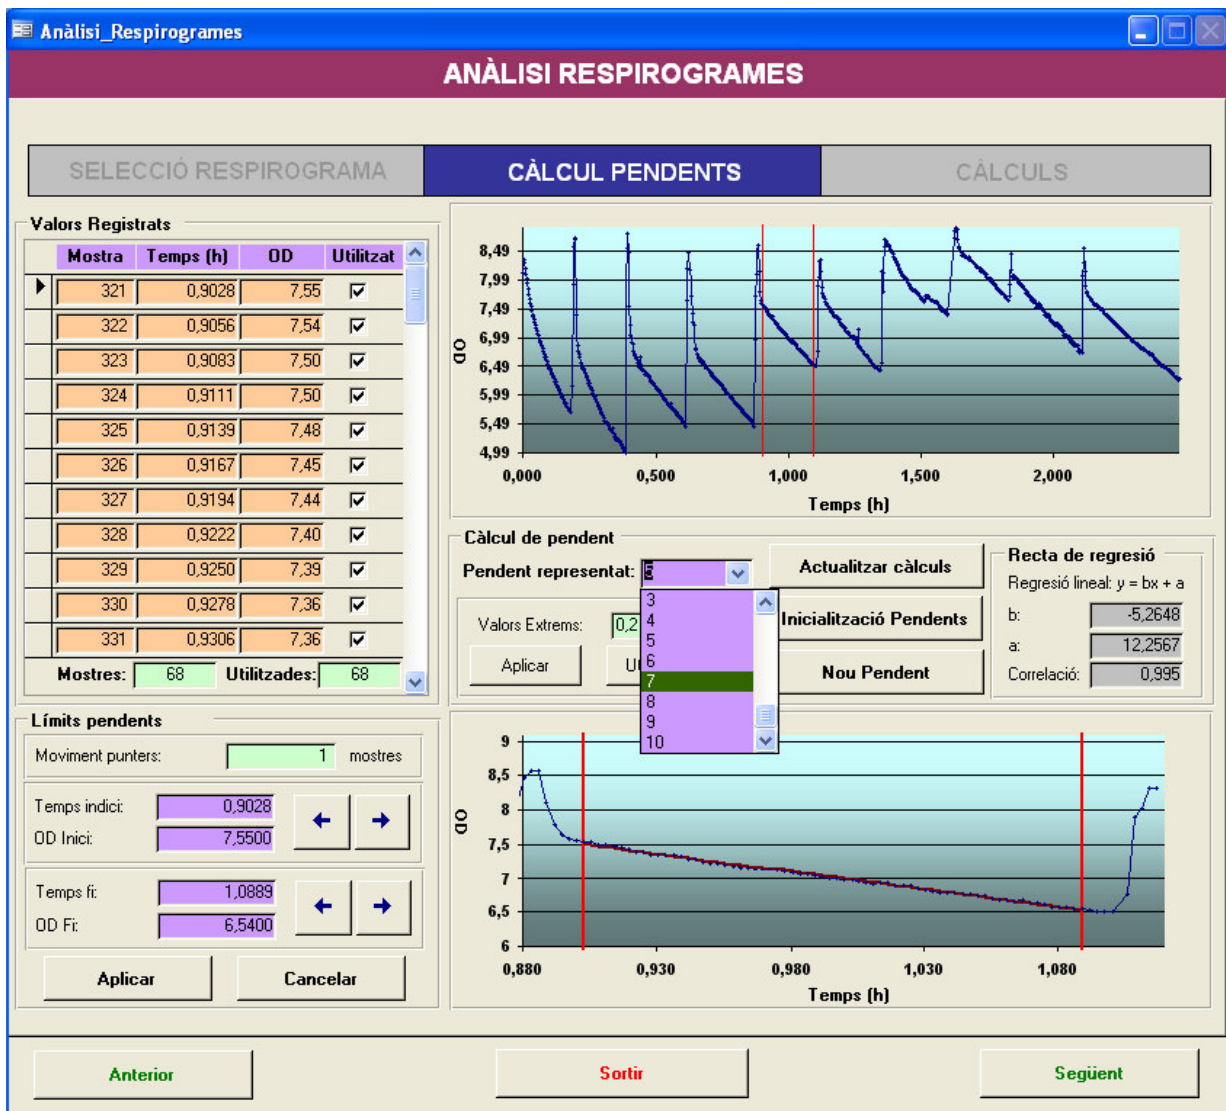 Anàlisi_Respirogrames
ANÀLISI RESPIROGRAMES
SELECCIÓ RESPIROGRAMA CÀLCUL PENDENTS CÀLCULS
Valors Registrats
Mostra Temps (h) OD Utilitzat
321 0,9028 7,55
322 0,9056 7,54
323 0,9083 7,50
324 0,9111 7,50
325 0,9139 7,48
326 0,9167 7,45
327 0,9194 7,44
328 0,9222 7,40
329 0,9250 7,39
330 0,9278 7,36
331 0,9306 7,36
Mostres: 68 Utilitzades: 68
8,49
7,99
7,49
6,99
6,49
5,99
5,49
4,99
OD
0,000 0,500 1,000 1,500 2,000
Temps (h)
Càlcul de pendent
Pendent representat: 5
3
4
5
6
7
8
9
10
Valors Extrems: 0,2
Aplicar
Actualitzar càlculs
Inicialització Pendents
Nou Pendent
Recta de regresió
Regresió lineal: y = bx + a
b: -5,2648
a: 12,2567
Correlació: 0,995
Límits pendents
Moviment punters: 1 mostres
Temps indici: 0,9028
OD Inici: 7,5500
Temps fi: 1,0889
OD Fi: 6,5400
Aplicar Cancelar
9
8,5
8
7,5
7
6,5
6
OD
0,880 0,930 0,980 1,030 1,080
Temps (h)
Anterior Sortir Següent